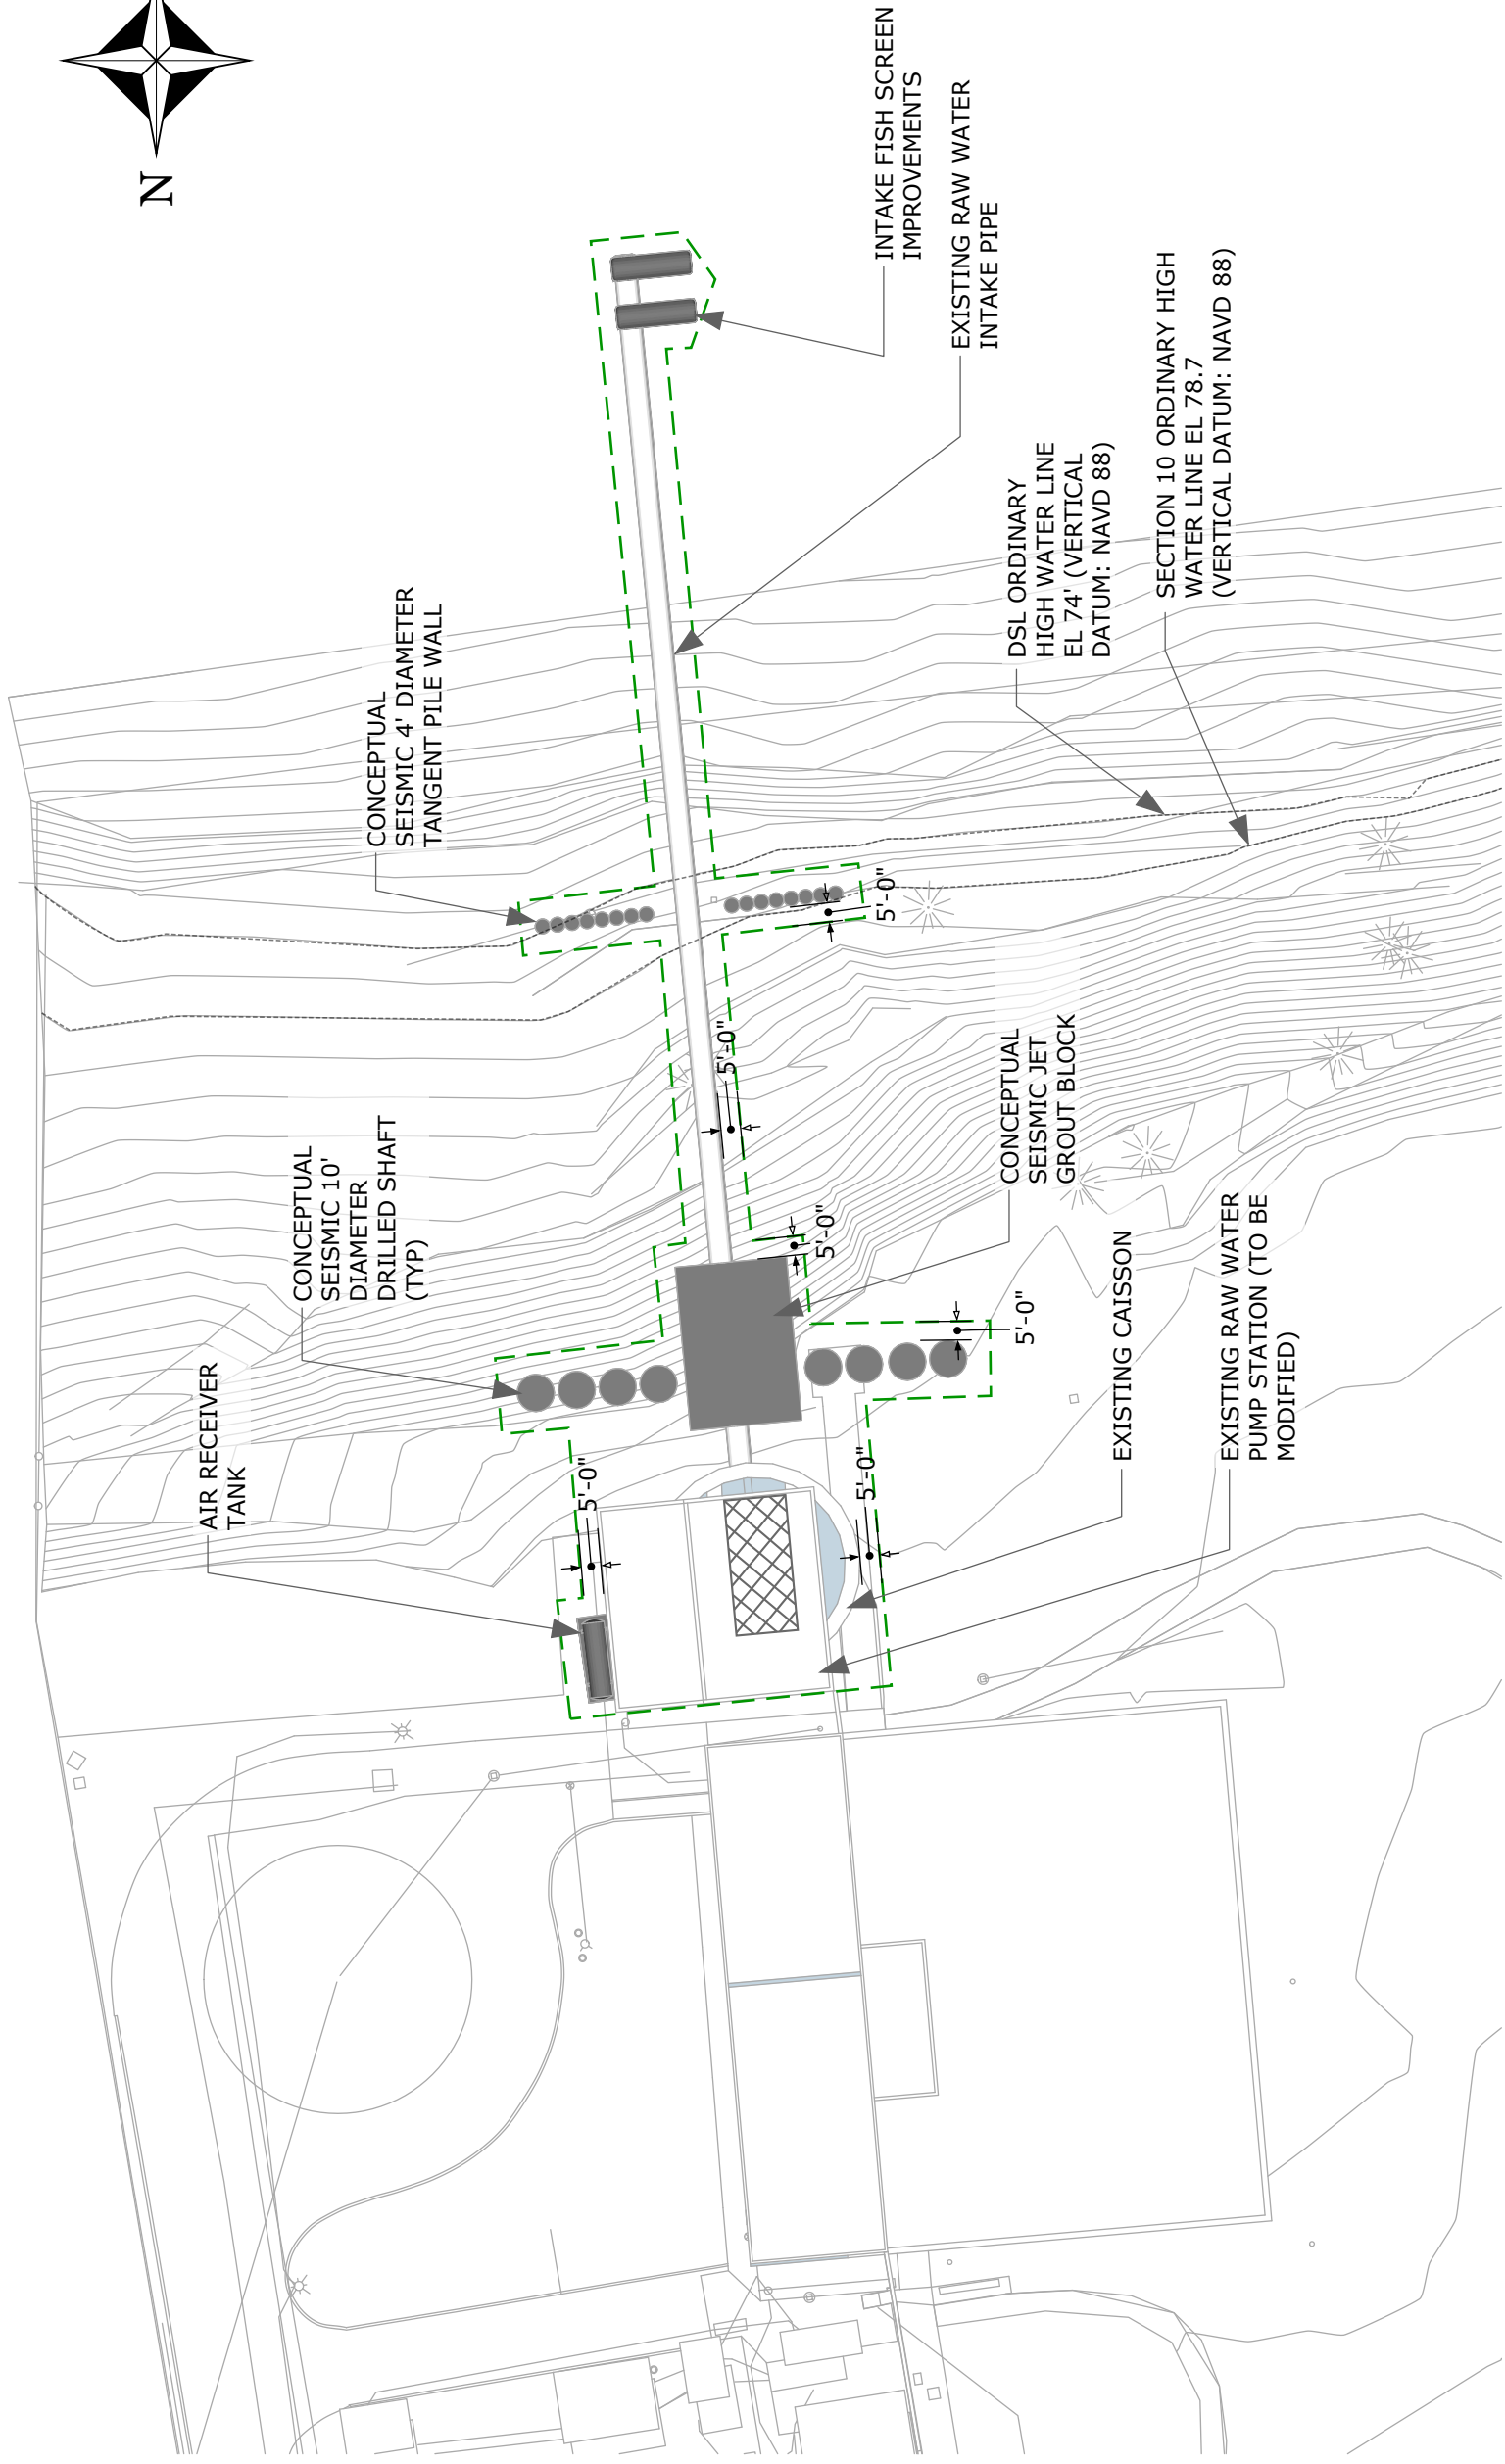 N
INTAKE FISH SCREEN
IMPROVEMENTS
EXISTING RAW WATER
INTAKE PIPE
CONCEPTUAL
SEISMIC 4' DIAMETER
TANGENT PILE WALL
DSL ORDINARY
HIGH WATER LINE
EL 74' (VERTICAL
DATUM: NAVD 88)
SECTION 10 ORDINARY HIGH
WATER LINE EL 78.7
(VERTICAL DATUM: NAVD 88)
5'-0"
5'-0"
5'-0"
5'-0"
5'-0"
5'-0"
CONCEPTUAL
SEISMIC 10'
DIAMETER
DRILLED SHAFT
(TYP)
CONCEPTUAL
SEISMIC JET
GROUT BLOCK
AIR RECEIVER
TANK
EXISTING CAISSON
EXISTING RAW WATER
PUMP STATION (TO BE
MODIFIED)